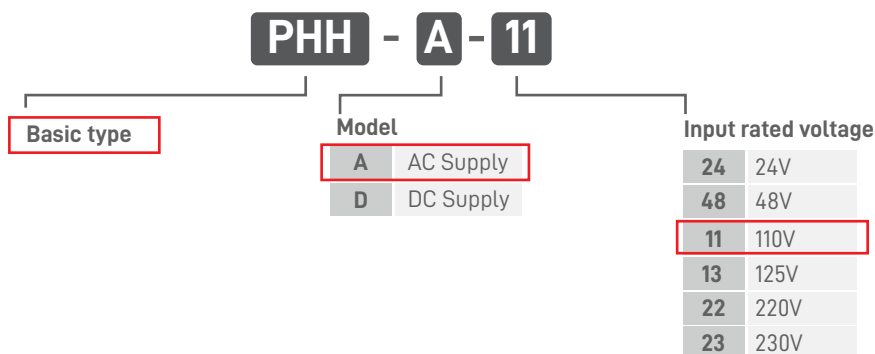 PHH - A - 11
Basic type
Model
A AC Supply
D DC Supply
Input rated voltage
24 24V
48 48V
11 110V
13 125V
22 220V
23 230V